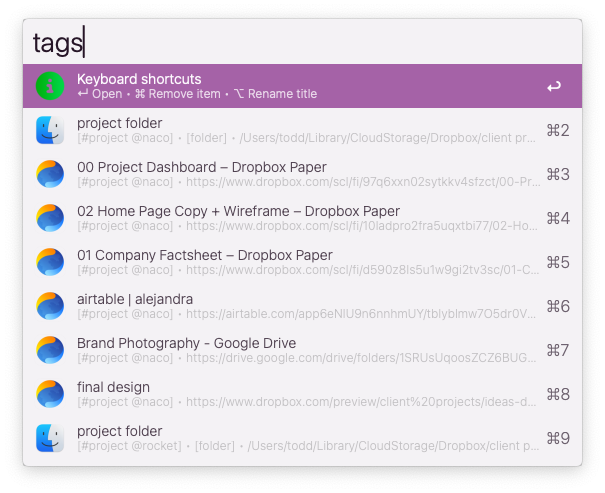 tags
Keyboard shortcuts
↵ Open • ⌘ Remove item • ⌥ Rename title
↩
project folder
[#project @naco] • [folder] • /Users/todd/Library/CloudStorage/Dropbox/client pr... ⌘2
00 Project Dashboard – Dropbox Paper
[#project @naco] • https://www.dropbox.com/scl/fi/97q6xxn02sytkkv4sfzct/00-Pr... ⌘3
02 Home Page Copy + Wireframe – Dropbox Paper
[#project @naco] • https://www.dropbox.com/scl/fi/10ladpro2fra5uqxtbi77/02-Ho... ⌘4
01 Company Factsheet – Dropbox Paper
[#project @naco] • https://www.dropbox.com/scl/fi/d590z8ls5u1w9gi2tv3sc/01-C... ⌘5
airtable | alejandra
[#project @naco] • https://airtable.com/app6eNlU9n6nnhmUY/tblyblmw7O5dr0V... ⌘6
Brand Photography - Google Drive
[#project @naco] • https://drive.google.com/drive/folders/1SRUsUqoosZCZ6BUG... ⌘7
final design
[#project @naco] • https://www.dropbox.com/preview/client%20projects/ideas-d... ⌘8
project folder
[#project @rocket] • [folder] • /Users/todd/Library/CloudStorage/Dropbox/client p... ⌘9